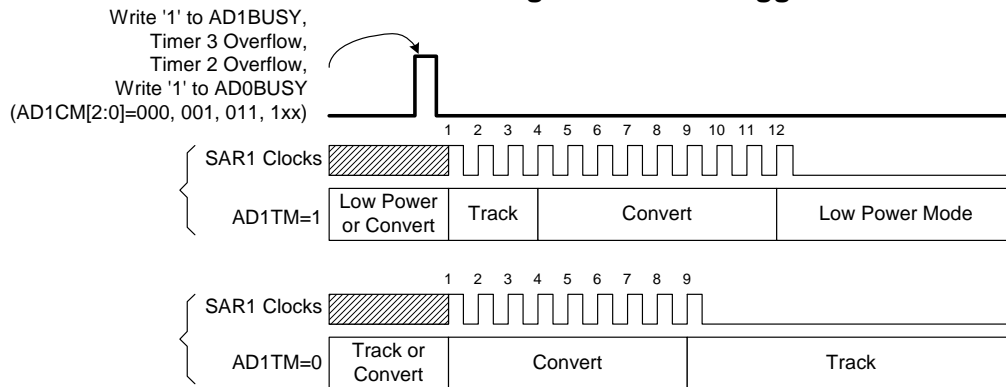 Write '1' to AD1BUSY,
Timer 3 Overflow,
Timer 2 Overflow,
Write '1' to AD0BUSY
(AD1CM[2:0]=000, 001, 011, 1xx)
1 2 3 4 5 6 7 8 9 10 11 12
SAR1 Clocks
AD1TM=1
Low Power
or Convert
Track
Convert
Low Power Mode
1 2 3 4 5 6 7 8 9
SAR1 Clocks
AD1TM=0
Track or
Convert
Convert
Track